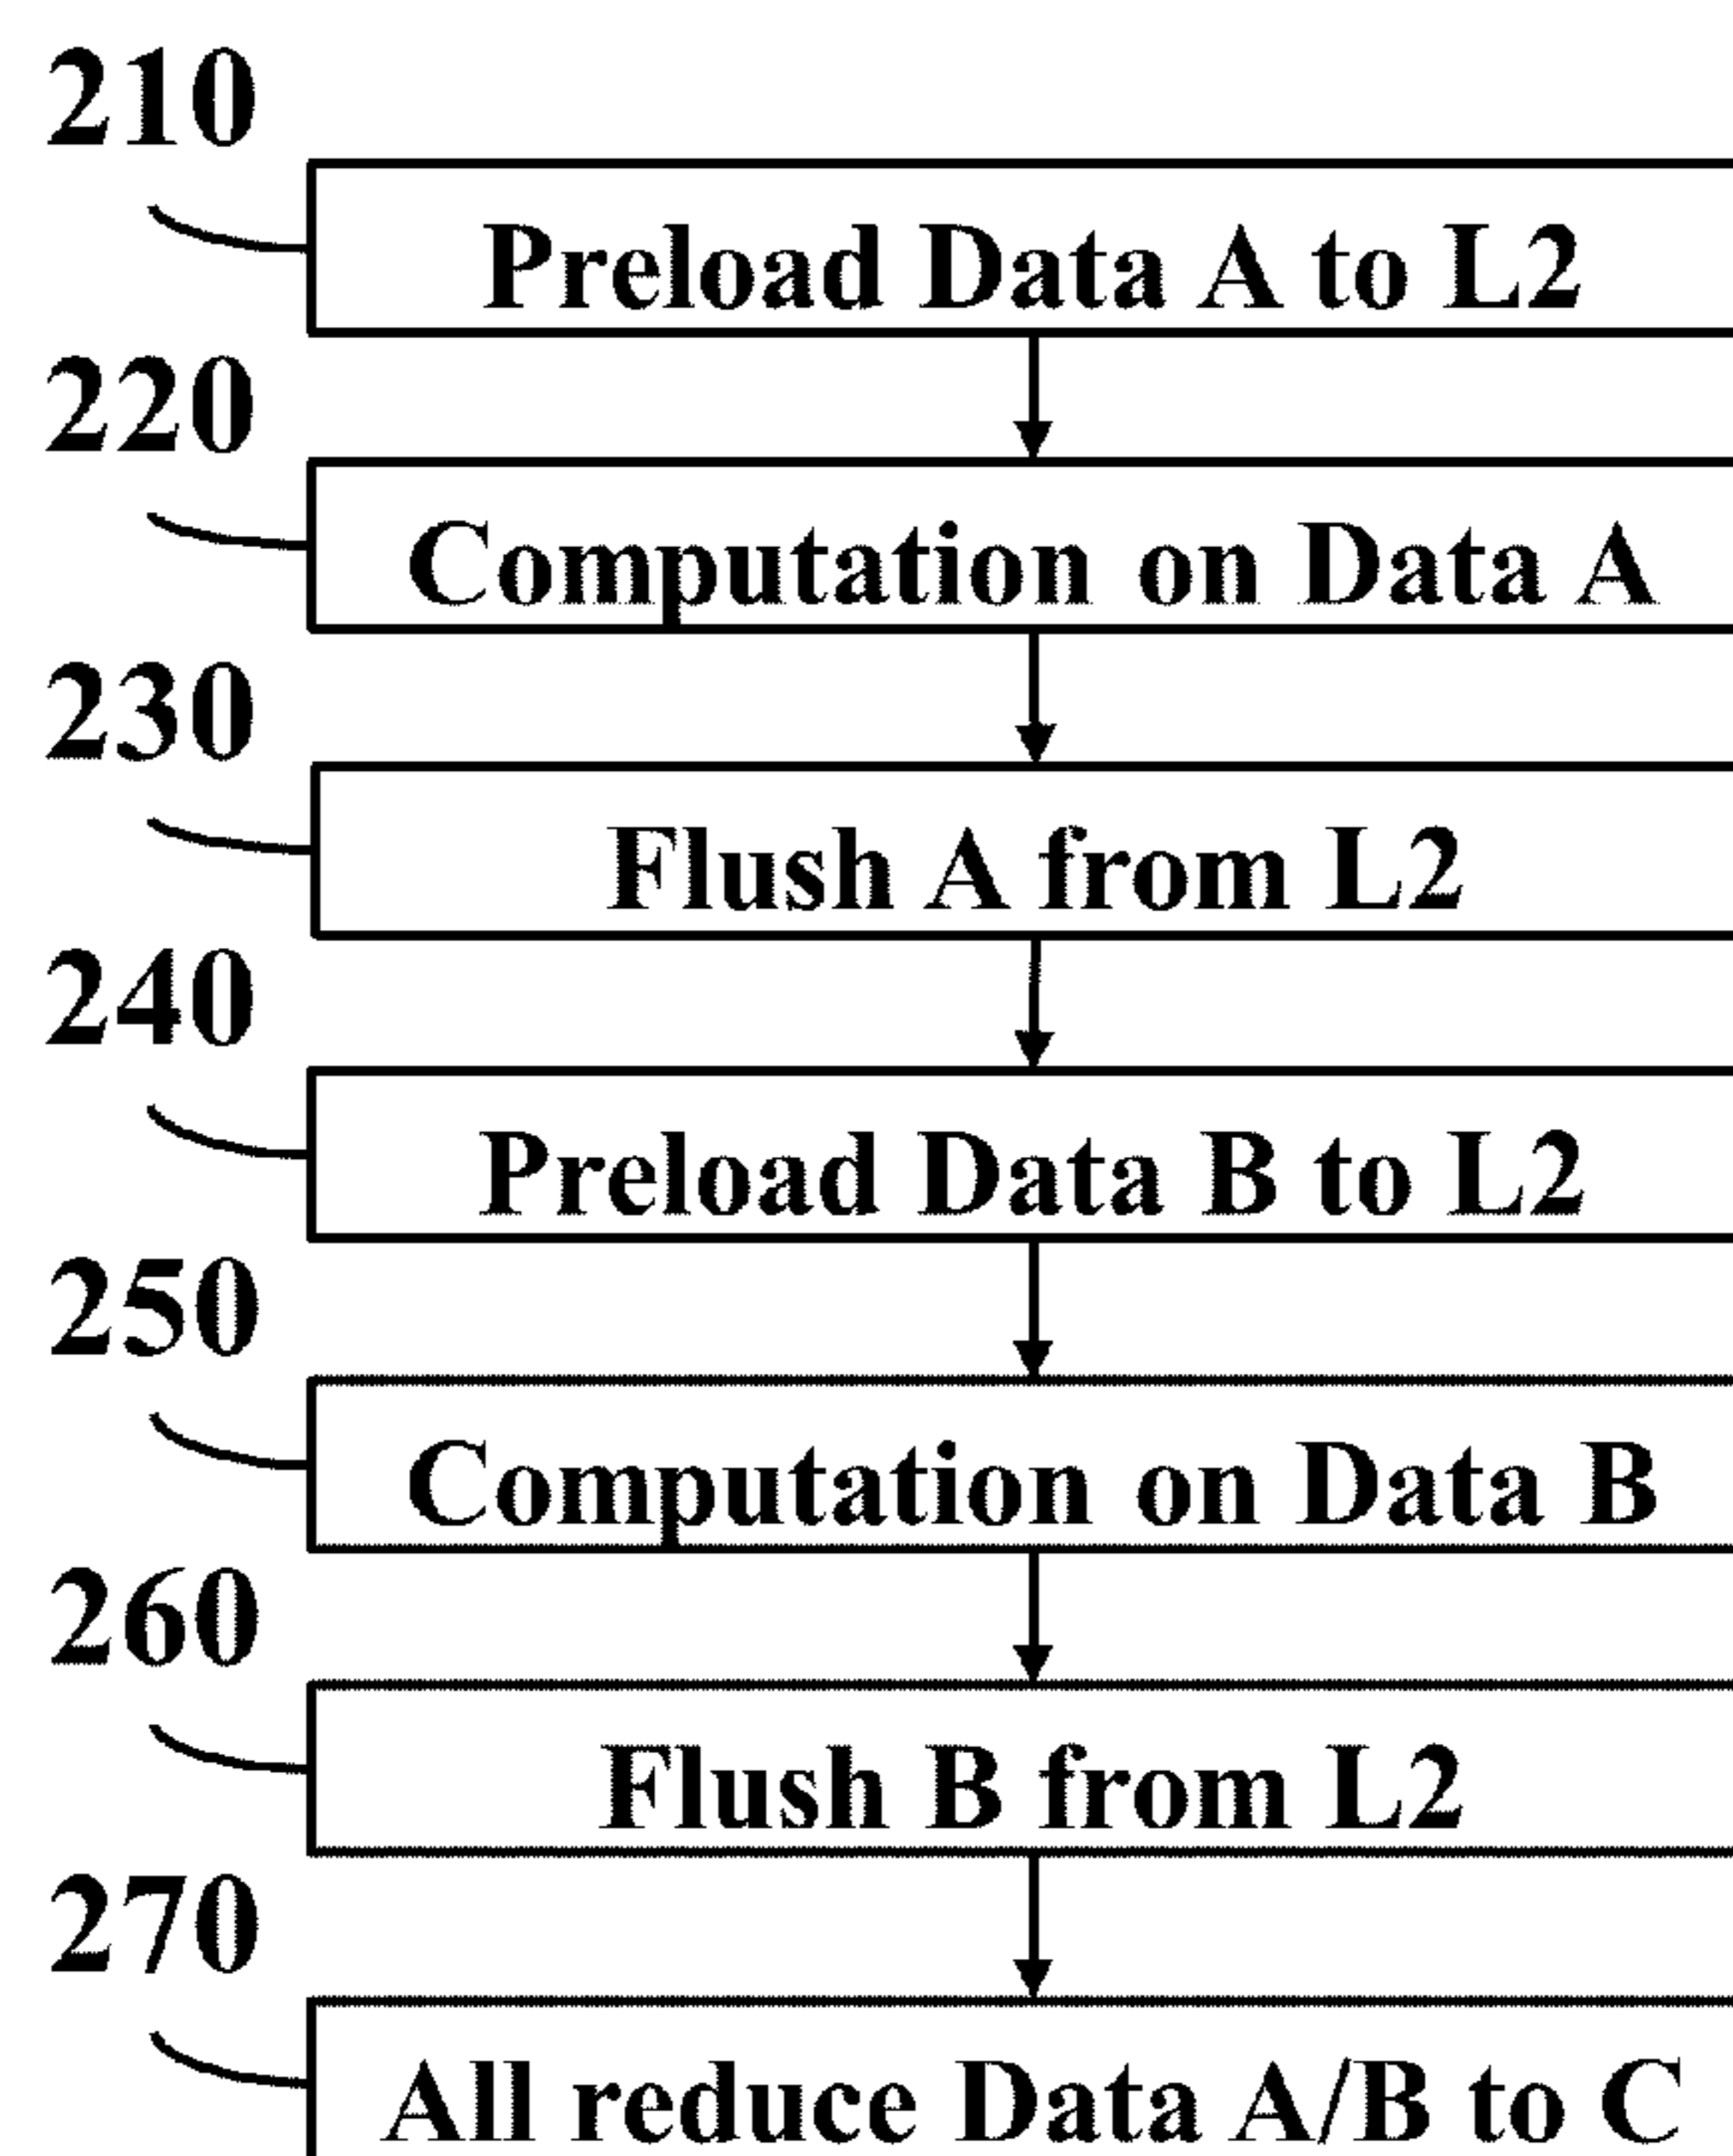 210
Preload Data A to L2
220
Computation on Data A
230
Flush A from L2
240
Preload Data B to L2
250
Computation on Data B
260
Flush B from L2
270
All reduce Data A/B to C